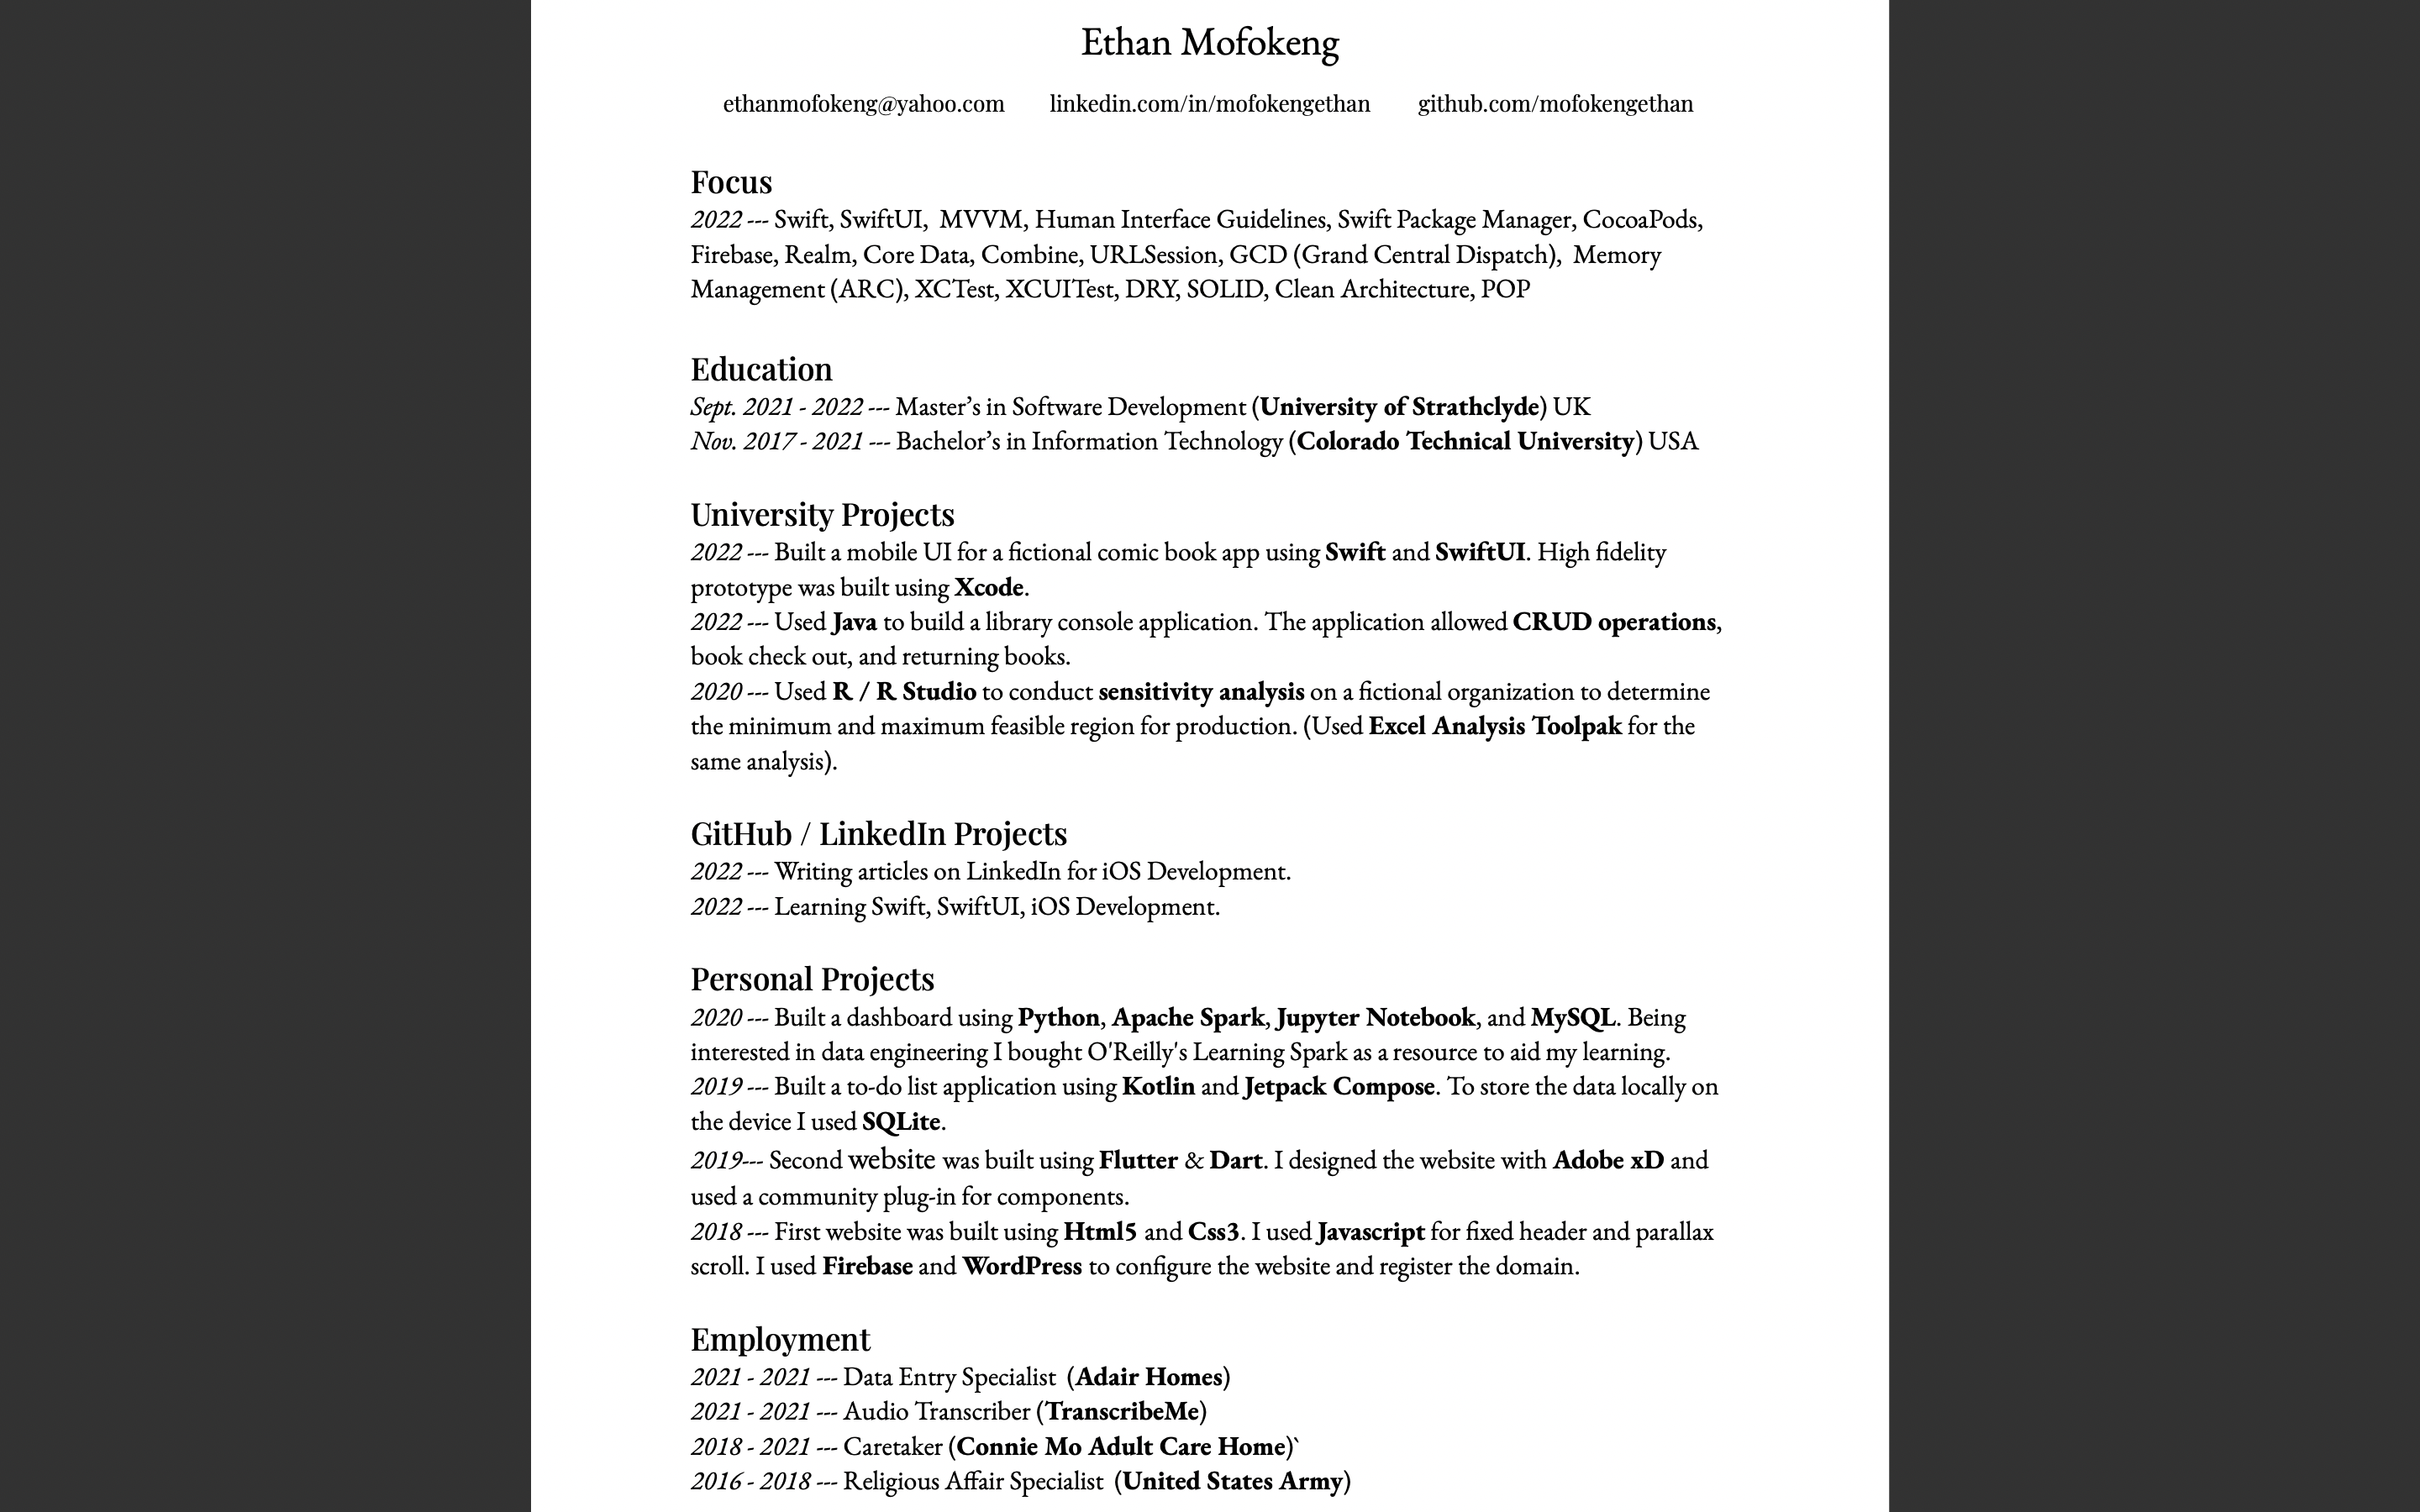 Ethan Mofokeng
ethanmofokeng@yahoo.com linkedin.com/in/mofokengethan github.com/mofokengethan
Focus
2022 --- Swift, SwiftUI,  MVVM, Human Interface Guidelines, Swift Package Manager, CocoaPods,
Firebase, Realm, Core Data, Combine, URLSession, GCD (Grand Central Dispatch),  Memory
Management (ARC), XCTest, XCUITest, DRY, SOLID, Clean Architecture, POP
Education
Sept. 2021 - 2022 --- Master’s in Software Development (University of Strathclyde) UK
Nov. 2017 - 2021 --- Bachelor’s in Information Technology (Colorado Technical University) USA
University Projects
2022 --- Built a mobile UI for a fictional comic book app using Swift and SwiftUI. High fidelity
prototype was built using Xcode.
2022 --- Used Java to build a library console application. The application allowed CRUD operations,
book check out, and returning books.
2020 --- Used R / R Studio to conduct sensitivity analysis on a fictional organization to determine
the minimum and maximum feasible region for production. (Used Excel Analysis Toolpak for the
same analysis).
GitHub / LinkedIn Projects
2022 --- Writing articles on LinkedIn for iOS Development.
2022 --- Learning Swift, SwiftUI, iOS Development.
Personal Projects
2020 --- Built a dashboard using Python, Apache Spark, Jupyter Notebook, and MySQL. Being
interested in data engineering I bought O'Reilly's Learning Spark as a resource to aid my learning.
2019 --- Built a to-do list application using Kotlin and Jetpack Compose. To store the data locally on
the device I used SQLite.
2019--- Second website was built using Flutter & Dart. I designed the website with Adobe xD and
used a community plug-in for components.
2018 --- First website was built using Html5 and Css3. I used Javascript for fixed header and parallax
scroll. I used Firebase and WordPress to configure the website and register the domain.
Employment
2021 - 2021 --- Data Entry Specialist  (Adair Homes)
2021 - 2021 --- Audio Transcriber (TranscribeMe)
2018 - 2021 --- Caretaker (Connie Mo Adult Care Home)`
2016 - 2018 --- Religious Affair Specialist  (United States Army)